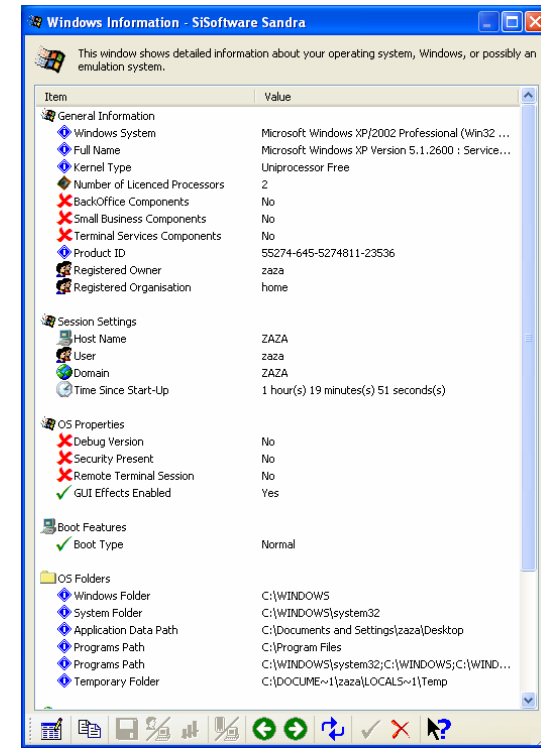 Windows Information - SiSoftware Sandra
This window shows detailed information about your operating system, Windows, or possibly an
emulation system.
Item Value
General Information
Windows System Microsoft Windows XP/2002 Professional (Win32 ...
Full Name Microsoft Windows XP Version 5.1.2600 : Service...
Kernel Type Uniprocessor Free
Number of Licenced Processors 2
BackOffice Components No
Small Business Components No
Terminal Services Components No
Product ID 55274-645-5274811-23536
Registered Owner zaza
Registered Organisation home
Session Settings
Host Name ZAZA
User zaza
Domain ZAZA
Time Since Start-Up 1 hour(s) 19 minutes(s) 51 seconds(s)
OS Properties
Debug Version No
Security Present No
Remote Terminal Session No
GUI Effects Enabled Yes
Boot Features
Boot Type Normal
OS Folders
Windows Folder C:\WINDOWS
System Folder C:\WINDOWS\system32
Application Data Path C:\Documents and Settings\zaza\Desktop
Programs Path C:\Program Files
Programs Path C:\WINDOWS\system32;C:\WINDOWS;C:\WIND...
Temporary Folder C:\DOCUME~1\zaza\LOCALS~1\Temp